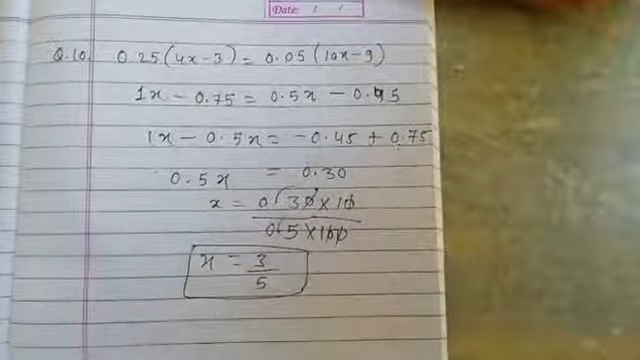 Date: / /
Q.10. 0.25(4x-3) = 0.05(10x-9)
1x - 0.75 = 0.5x - 0.45
1x - 0.5x = -0.45 + 0.75
0.5x = 0.30
x = 0.30 × 10
0.5 × 100
x = 3
5